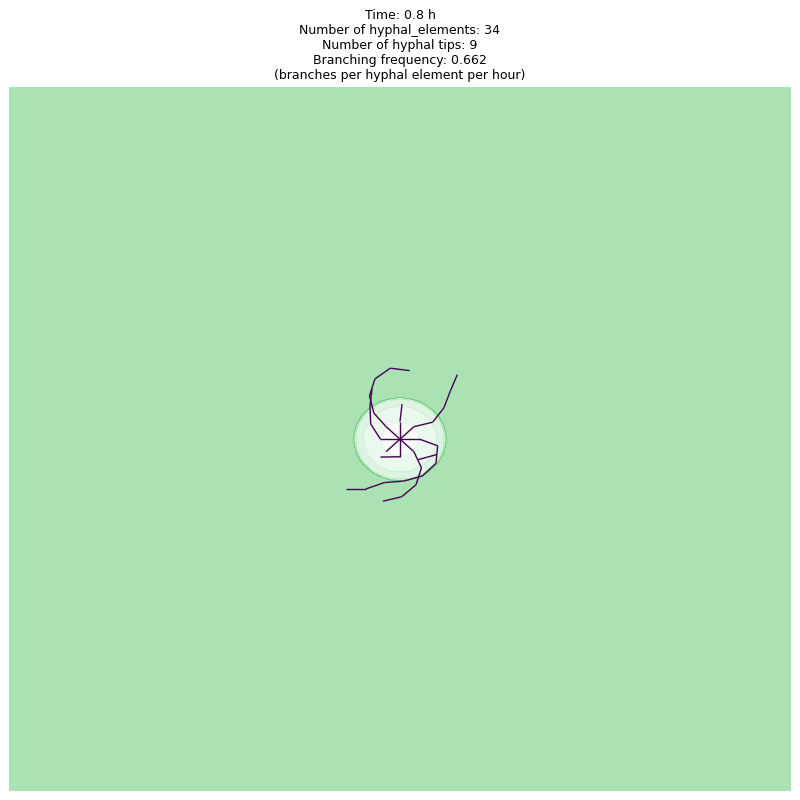 Time: 0.8 h
Number of hyphal_elements: 34
Number of hyphal tips: 9
Branching frequency: 0.662
(branches per hyphal element per hour)